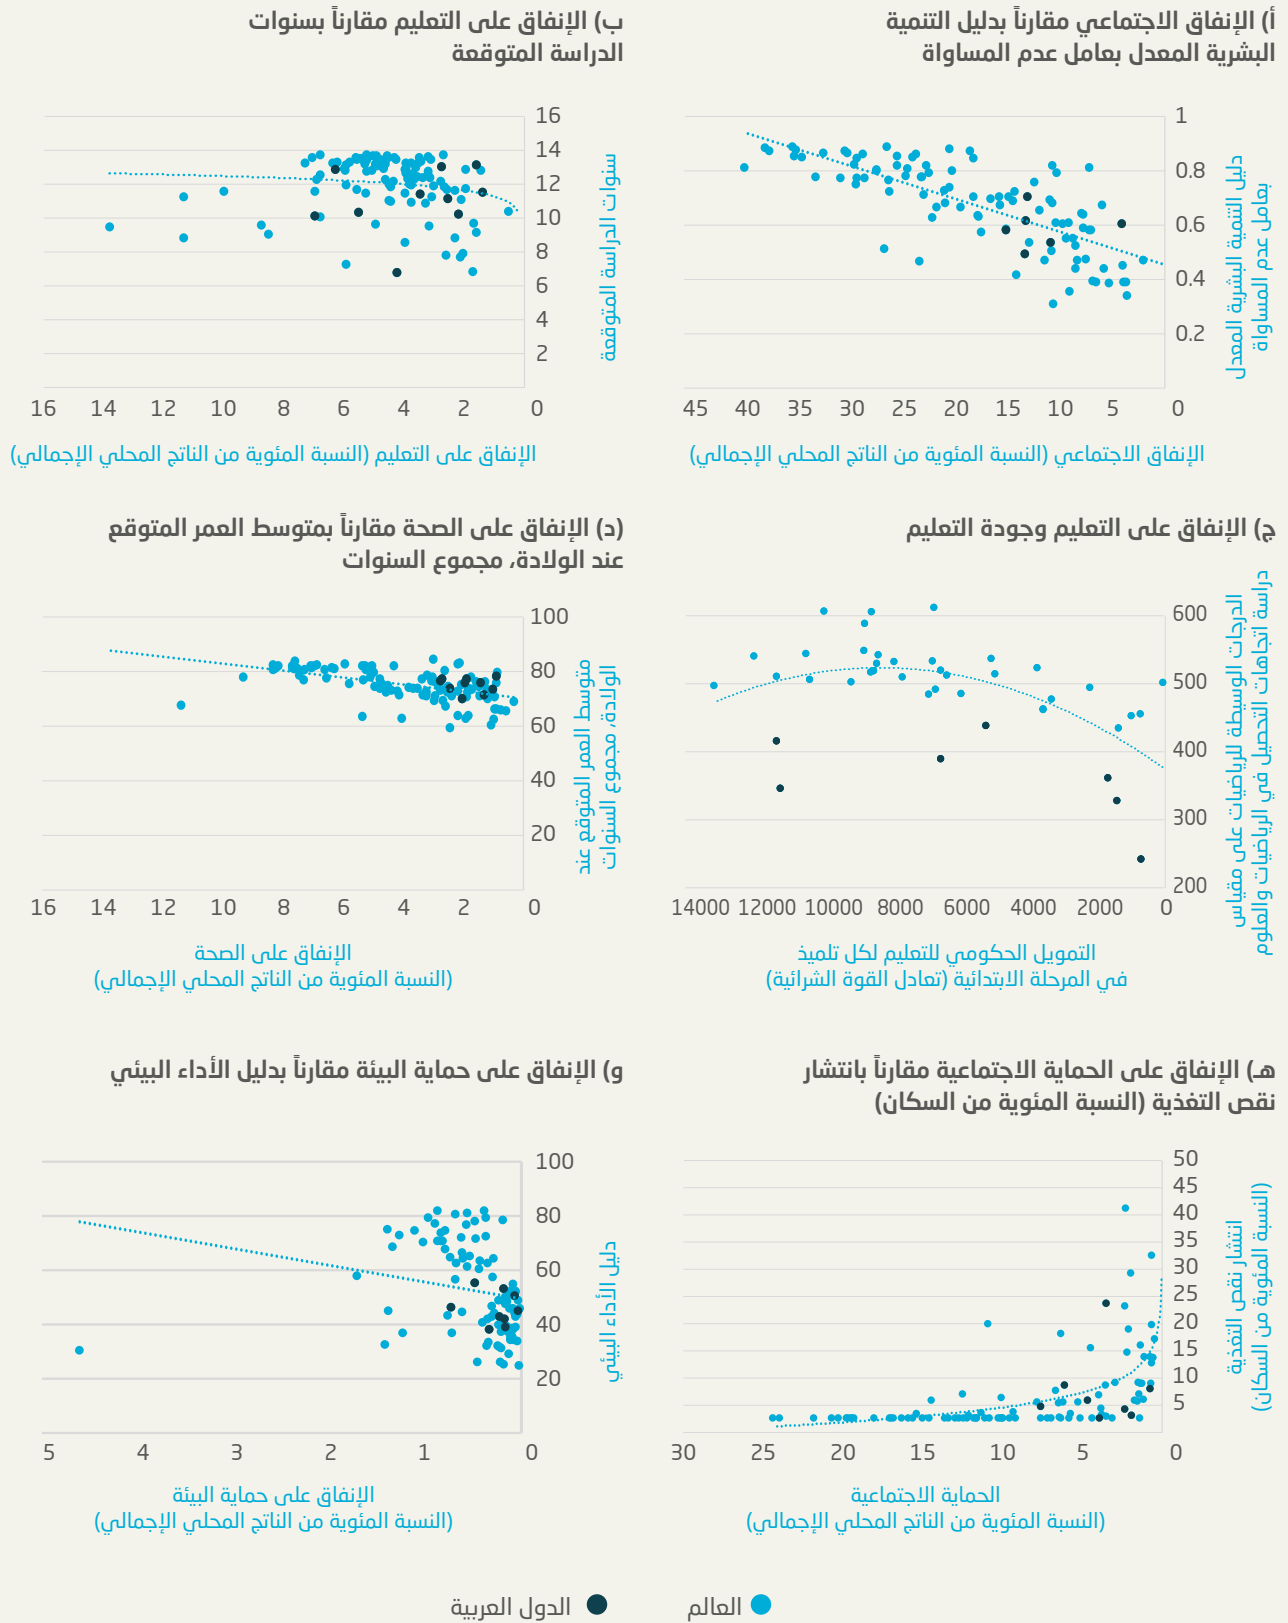 أ) الإنفاق الاجتماعي مقارناً بدليل التنمية
البشرية المعدل بعامل عدم المساواة
1
0.8
0.6
0.4
0.2
دليل التنمية البشرية المعدل
بعامل عدم المساواة
45 40 35 30 25 20 15 10 5 0
الإنفاق الاجتماعي (النسبة المئوية من الناتج المحلي الإجمالي)
ب) الإنفاق على التعليم مقارناً بسنوات
الدراسة المتوقعة
16
14
12
10
8
6
4
2
سنوات الدراسة المتوقعة
16 14 12 10 8 6 4 2 0
الإنفاق على التعليم (النسبة المئوية من الناتج المحلي الإجمالي)
ج) الإنفاق على التعليم وجودة التعليم
600
500
400
300
200
الدرجات الوسيطة للرياضيات على مقياس
دراسة اتجاهات التحصيل في الرياضيات والعلوم
14000 12000 10000 8000 6000 4000 2000 0
التمويل الحكومي للتعليم لكل تلميذ
في المرحلة الابتدائية (تعادل القوة الشرائية)
(د) الإنفاق على الصحة مقارناً بمتوسط العمر المتوقع
عند الولادة، مجموع السنوات
100
80
60
40
20
متوسط العمر المتوقع عند
الولادة، مجموع السنوات
16 14 12 10 8 6 4 2 0
الإنفاق على الصحة
(النسبة المئوية من الناتج المحلي الإجمالي)
هـ) الإنفاق على الحماية الاجتماعية مقارناً بانتشار
نقص التغذية (النسبة المئوية من السكان)
50
45
40
35
30
25
20
15
10
5
انتشار نقص التغذية
(النسبة المئوية من السكان)
30 25 20 15 10 5 0
الحماية الاجتماعية
(النسبة المئوية من الناتج المحلي الإجمالي)
و) الإنفاق على حماية البيئة مقارناً بدليل الأداء البيئي
100
80
60
40
20
دليل الأداء البيئي
5 4 3 2 1 0
الإنفاق على حماية البيئة
(النسبة المئوية من الناتج المحلي الإجمالي)
العالم
الدول العربية